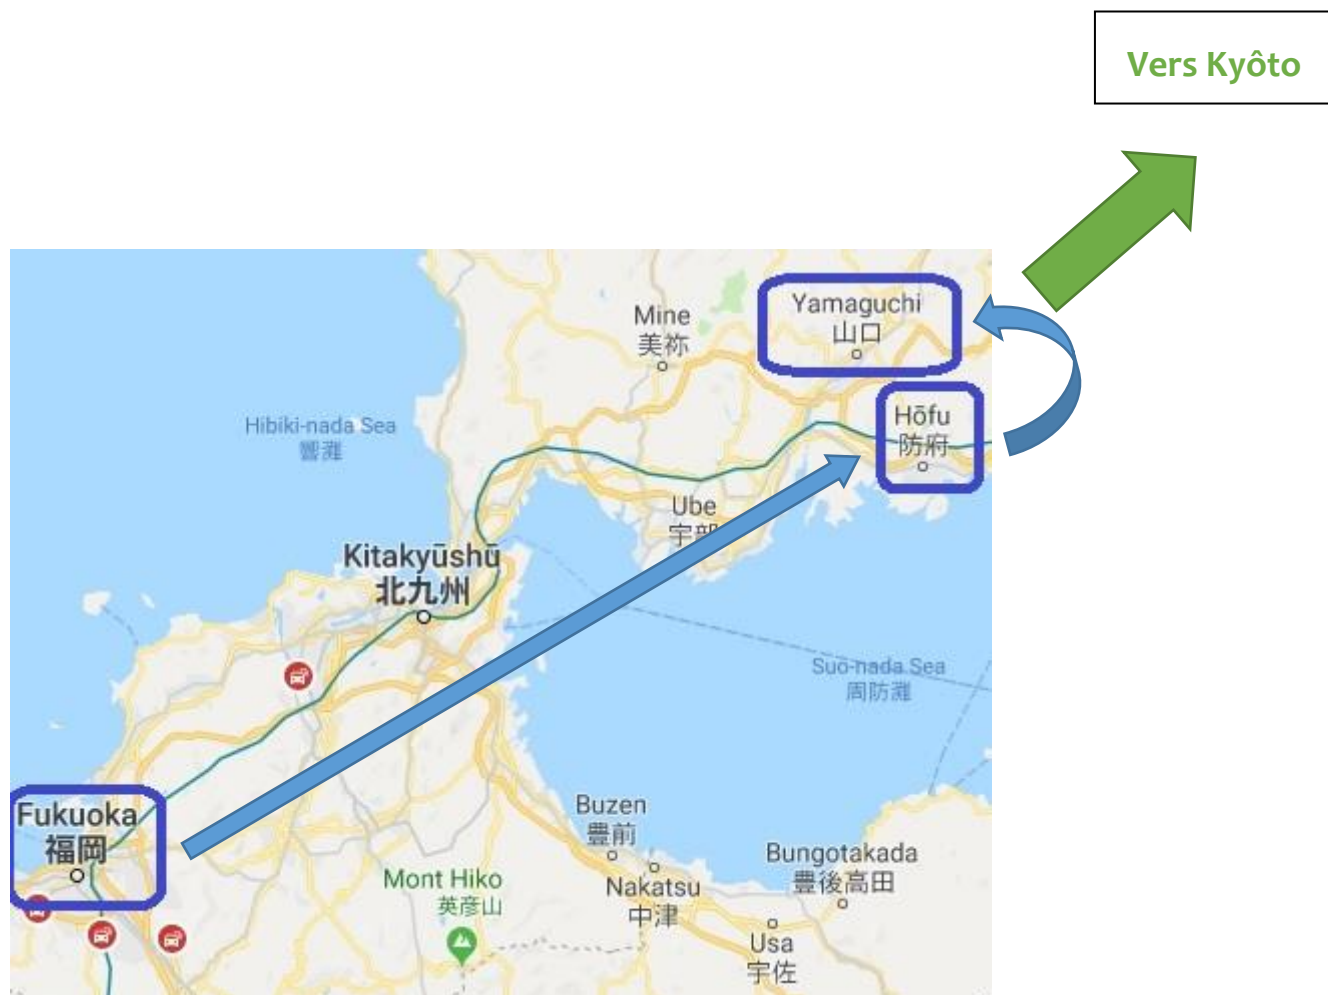 Vers Kyôto
Yamaguchi
山口
Mine
美祢
Hōfu
防府
Hibiki-nada Sea
響灘
Ube
宇部
Kitakyūshū
北九州
Suō-nada Sea
周防灘
Fukuoka
福岡
Buzen
豊前
Bungotakada
豊後高田
Mont Hiko
英彦山
Nakatsu
中津
Usa
宇佐